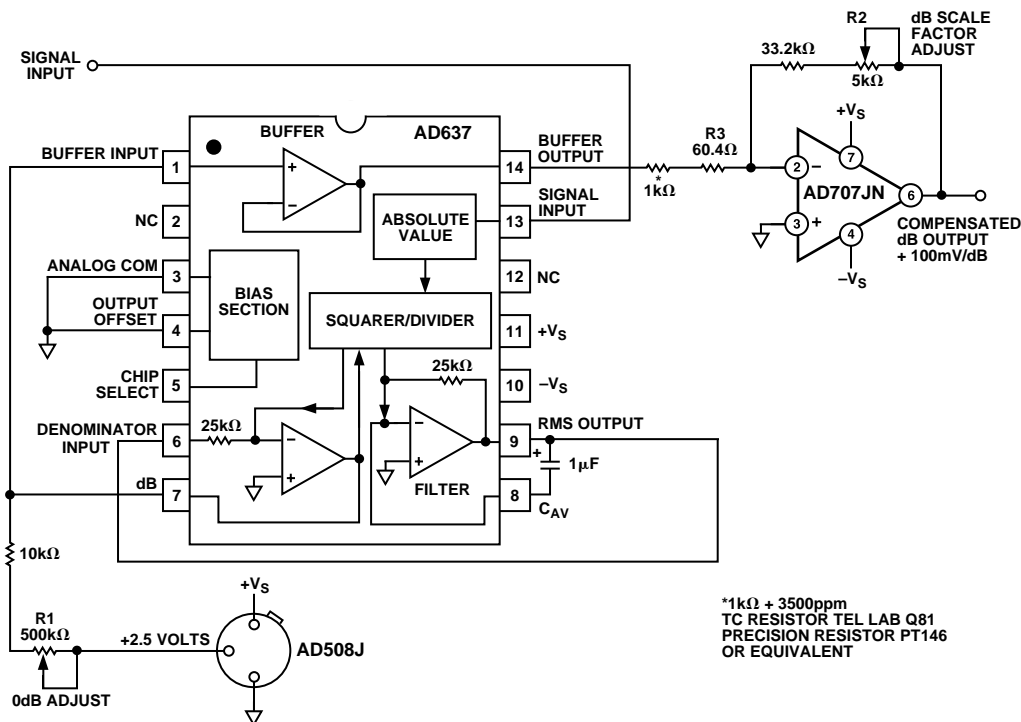 SIGNAL
INPUT
33.2kΩ
R2
5kΩ
dB SCALE
FACTOR
ADJUST
BUFFER
AD637
BUFFER INPUT
1
+
−
14
BUFFER
OUTPUT
1kΩ
*
R3
60.4Ω
+VS
7
2
−
AD707JN
6
3
+
4
−VS
COMPENSATED
dB OUTPUT
+ 100mV/dB
NC
2
ABSOLUTE
VALUE
13
SIGNAL
INPUT
ANALOG COM
3
BIAS
SECTION
12
NC
OUTPUT
OFFSET
4
SQUARER/DIVIDER
11
+VS
CHIP
SELECT
5
25kΩ
10
−VS
DENOMINATOR
INPUT
6
25kΩ
−
+
−
+
FILTER
9
RMS OUTPUT
+
1μF
dB
7
8
CAV
10kΩ
R1
500kΩ
0dB ADJUST
+2.5 VOLTS
+VS
AD508J
*1kΩ + 3500ppm
TC RESISTOR TEL LAB Q81
PRECISION RESISTOR PT146
OR EQUIVALENT